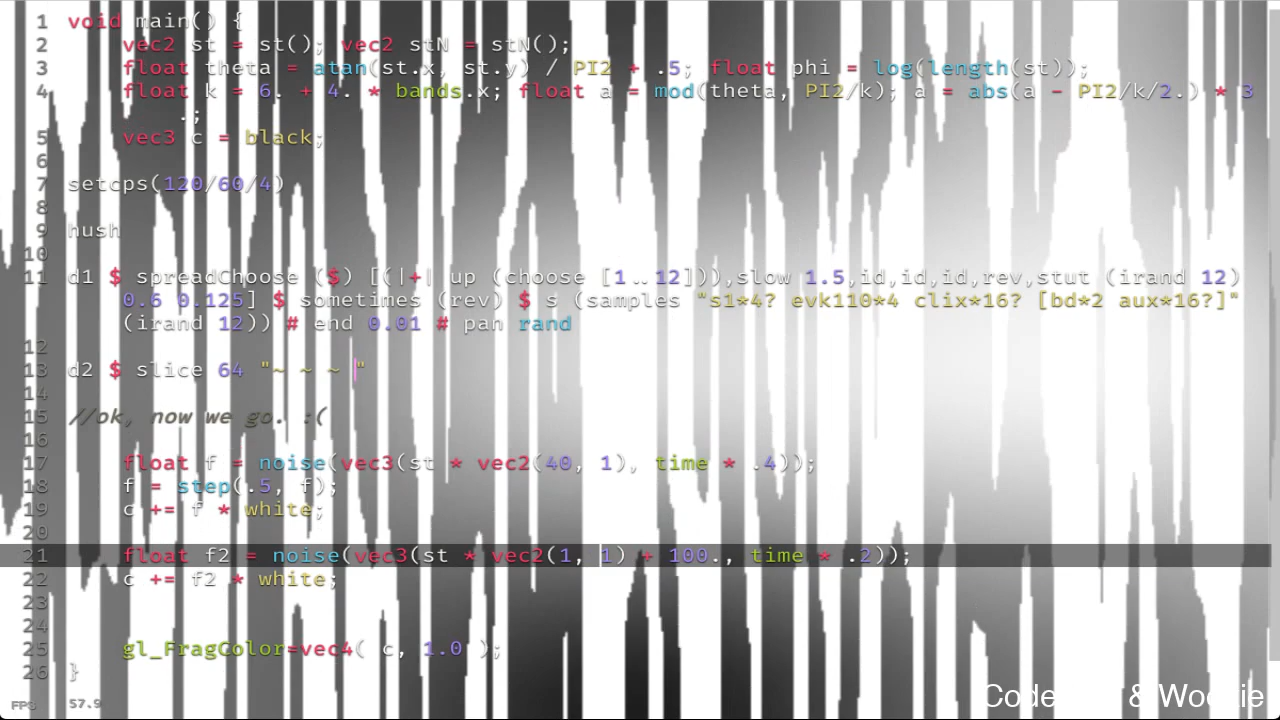 1 void main() {
2 vec2 st = st(); vec2 stN = stN();
3 float theta = atan(st.x, st.y) / PI2 + .5; float phi = log(length(st));
4 float k = 6. + 4. * bands.x; float a = mod(theta, PI2/k); a = abs(a - PI2/k/2.) * 3
.;
5 vec3 c = black;
6
7 setcps(120/60/4)
8
9 hush
10
11 d1 $ spreadChoose ($) [(|+| up (choose [1..12])),slow 1.5,id,id,id,rev,stut (irand 12)
0.6 0.125] $ sometimes (rev) $ s (samples "s1*4? evk110*4 clix*16? [bd*2 aux*16?]"
(irand 12)) # end 0.01 # pan rand
12
13 d2 $ slice 64 "~ ~ ~ "
14
15 //ok, now we go. :(
16
17 float f = noise(vec3(st * vec2(40, 1), time * .4));
18 f = step(.5, f);
19 c += f * white;
20
21 float f2 = noise(vec3(st * vec2(1, 1) + 100., time * .2));
22 c += f2 * white;
23
24
25 gl_FragColor=vec4( c, 1.0 );
26 }
FPS 57.9
&